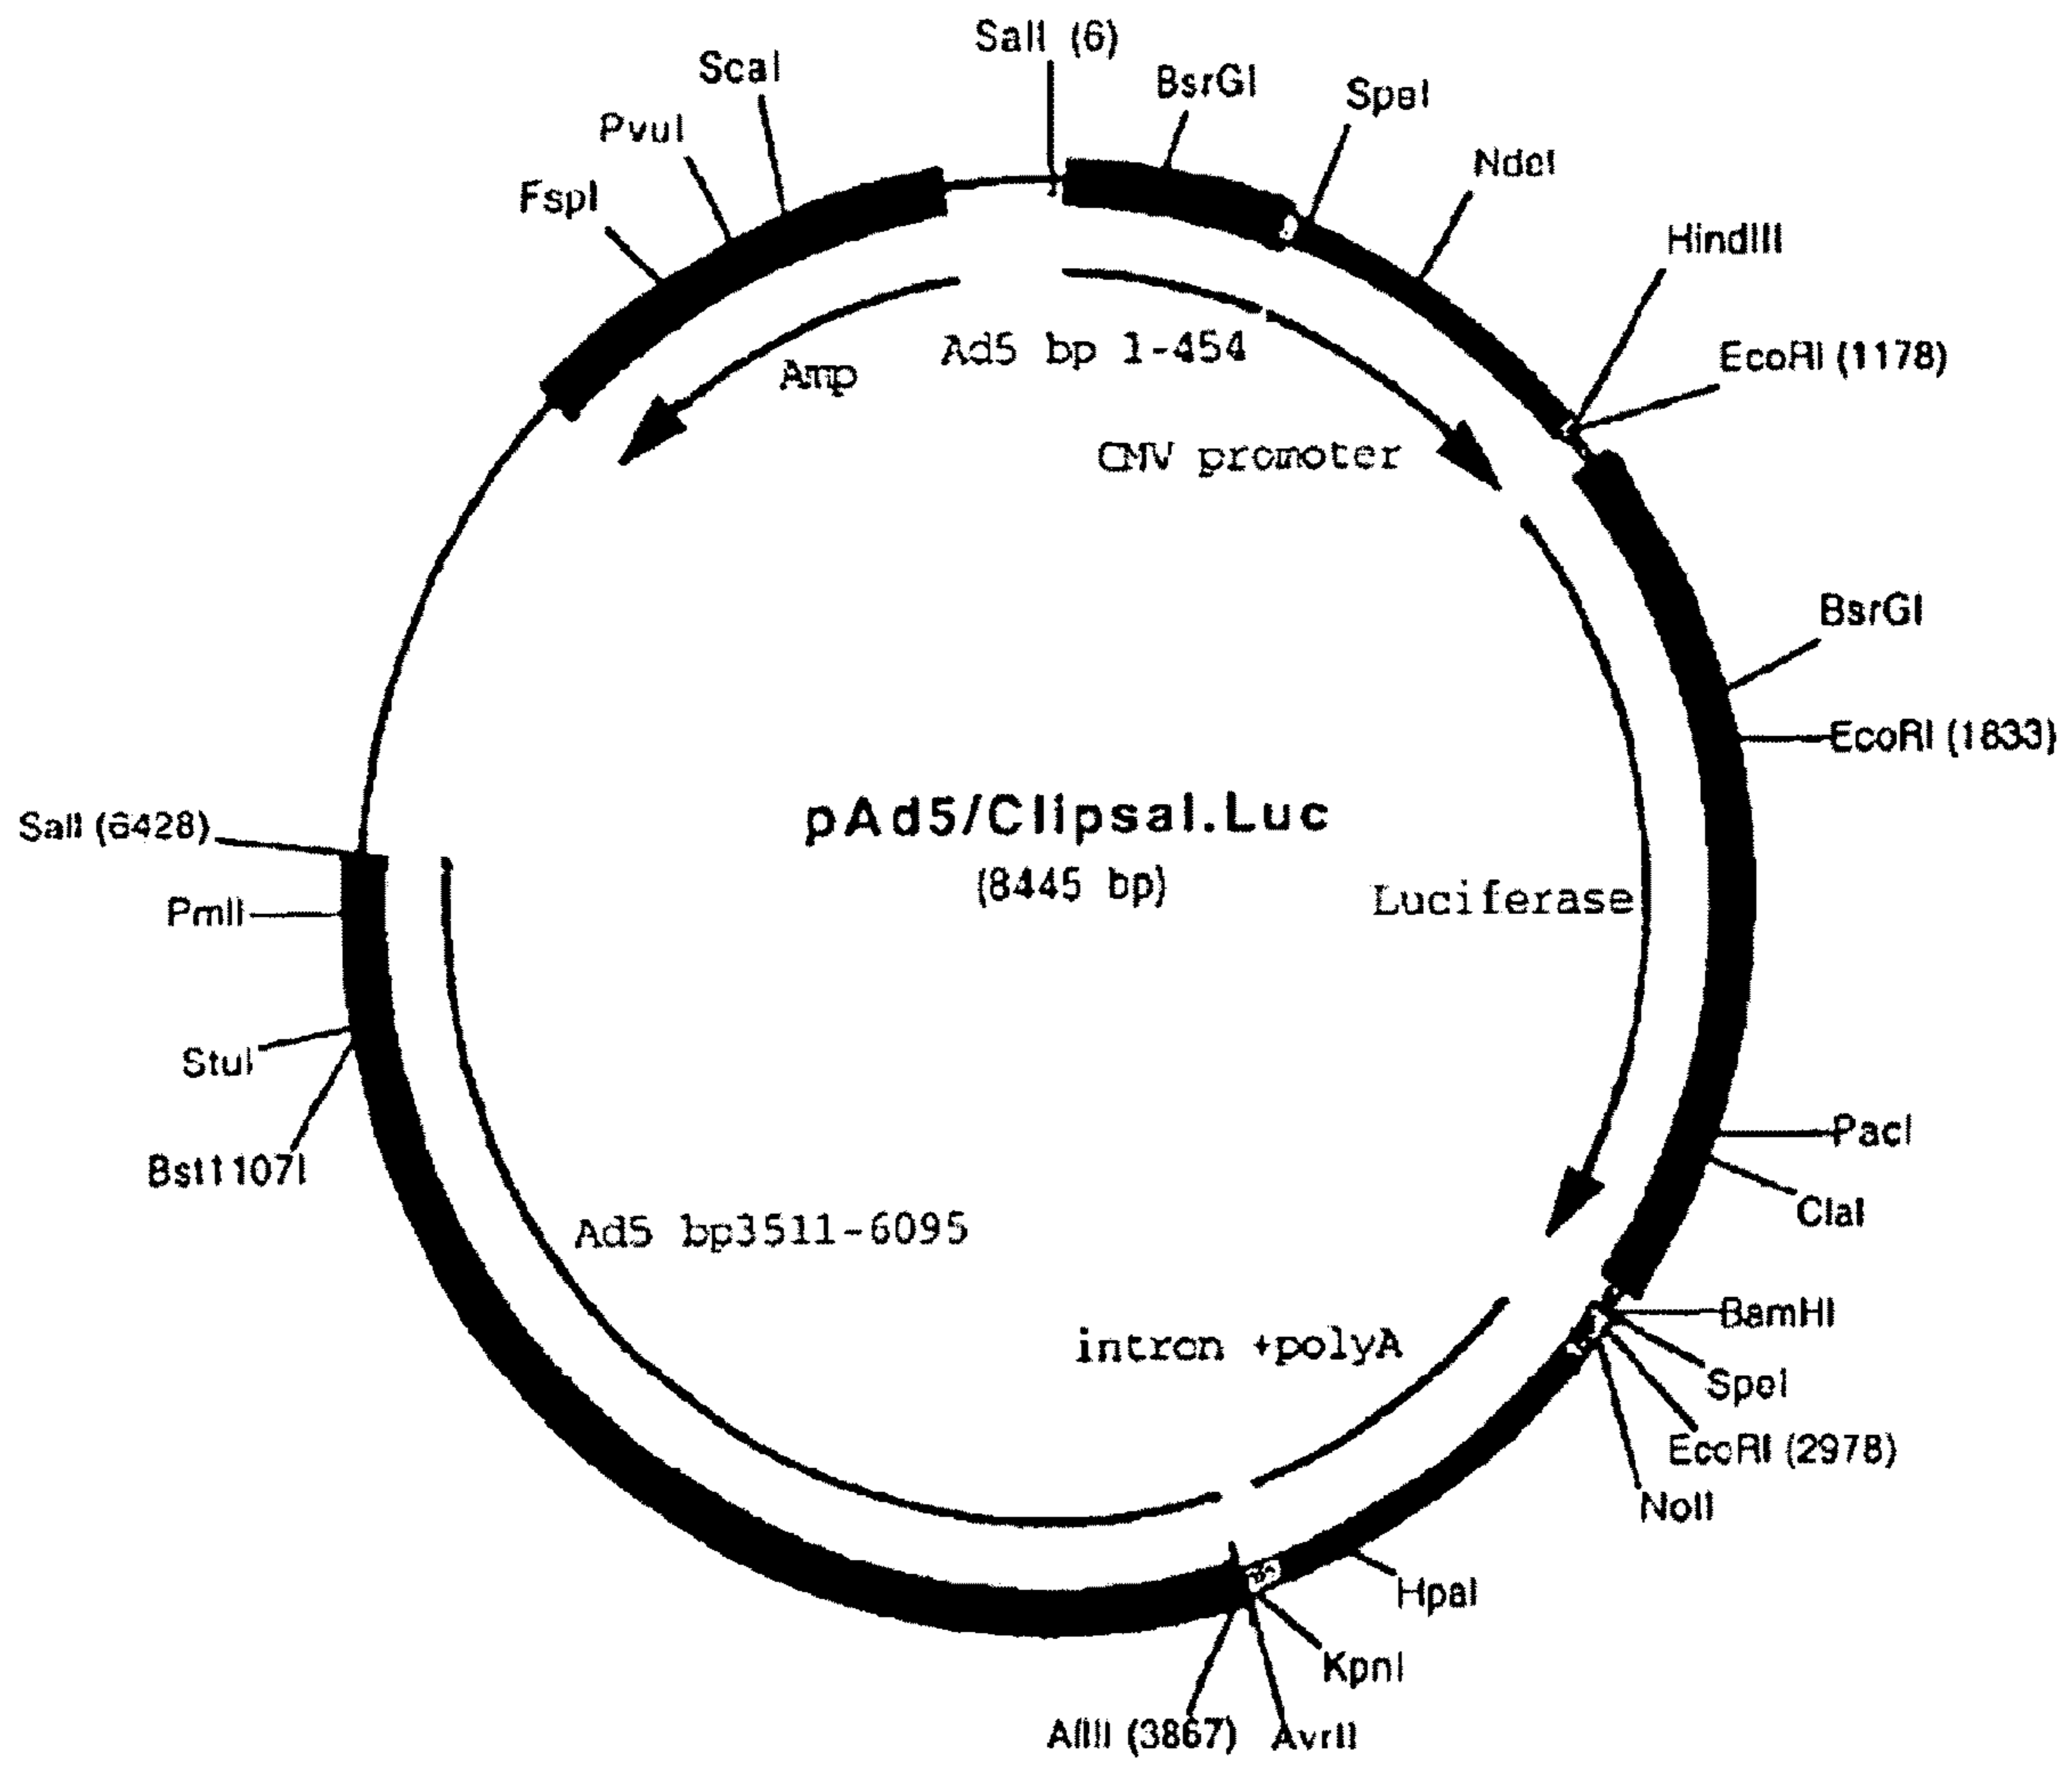 SalI (6)
BsrGI
SpeI
NdeI
HindIII
EcoRI (1178)
BsrGI
EcoRI (1833)
PacI
ClaI
BamHI
SpeI
EcoRI (2978)
NotI
HpaI
KpnI
AvrII
AflII (3867)
Bst1107I
StuI
PmlI
SalI (6428)
FspI
PvuI
ScaI
Amp
Ad5 bp 1-454
CMV promoter
pAd5/Clipsal.Luc
(8445 bp)
Luciferase
Ad5 bp3511-6095
intron +polyA